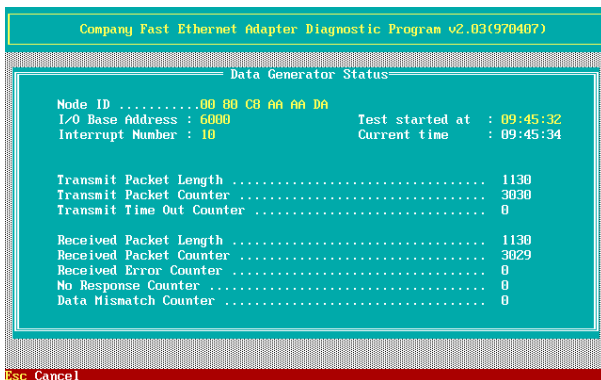 Company Fast Ethernet Adapter Diagnostic Program v2.03(970407)
Data Generator Status
Node ID ...........00 80 C8 AA AA DA
I/O Base Address : 6000 Test started at : 09:45:32
Interrupt Number : 10 Current time : 09:45:34
Transmit Packet Length .................................. 1130
Transmit Packet Counter ................................. 3030
Transmit Time Out Counter ............................... 0
Received Packet Length .................................. 1130
Received Packet Counter ................................. 3029
Received Error Counter .................................. 0
No Response Counter ..................................... 0
Data Mismatch Counter ................................... 0
Esc Cancel